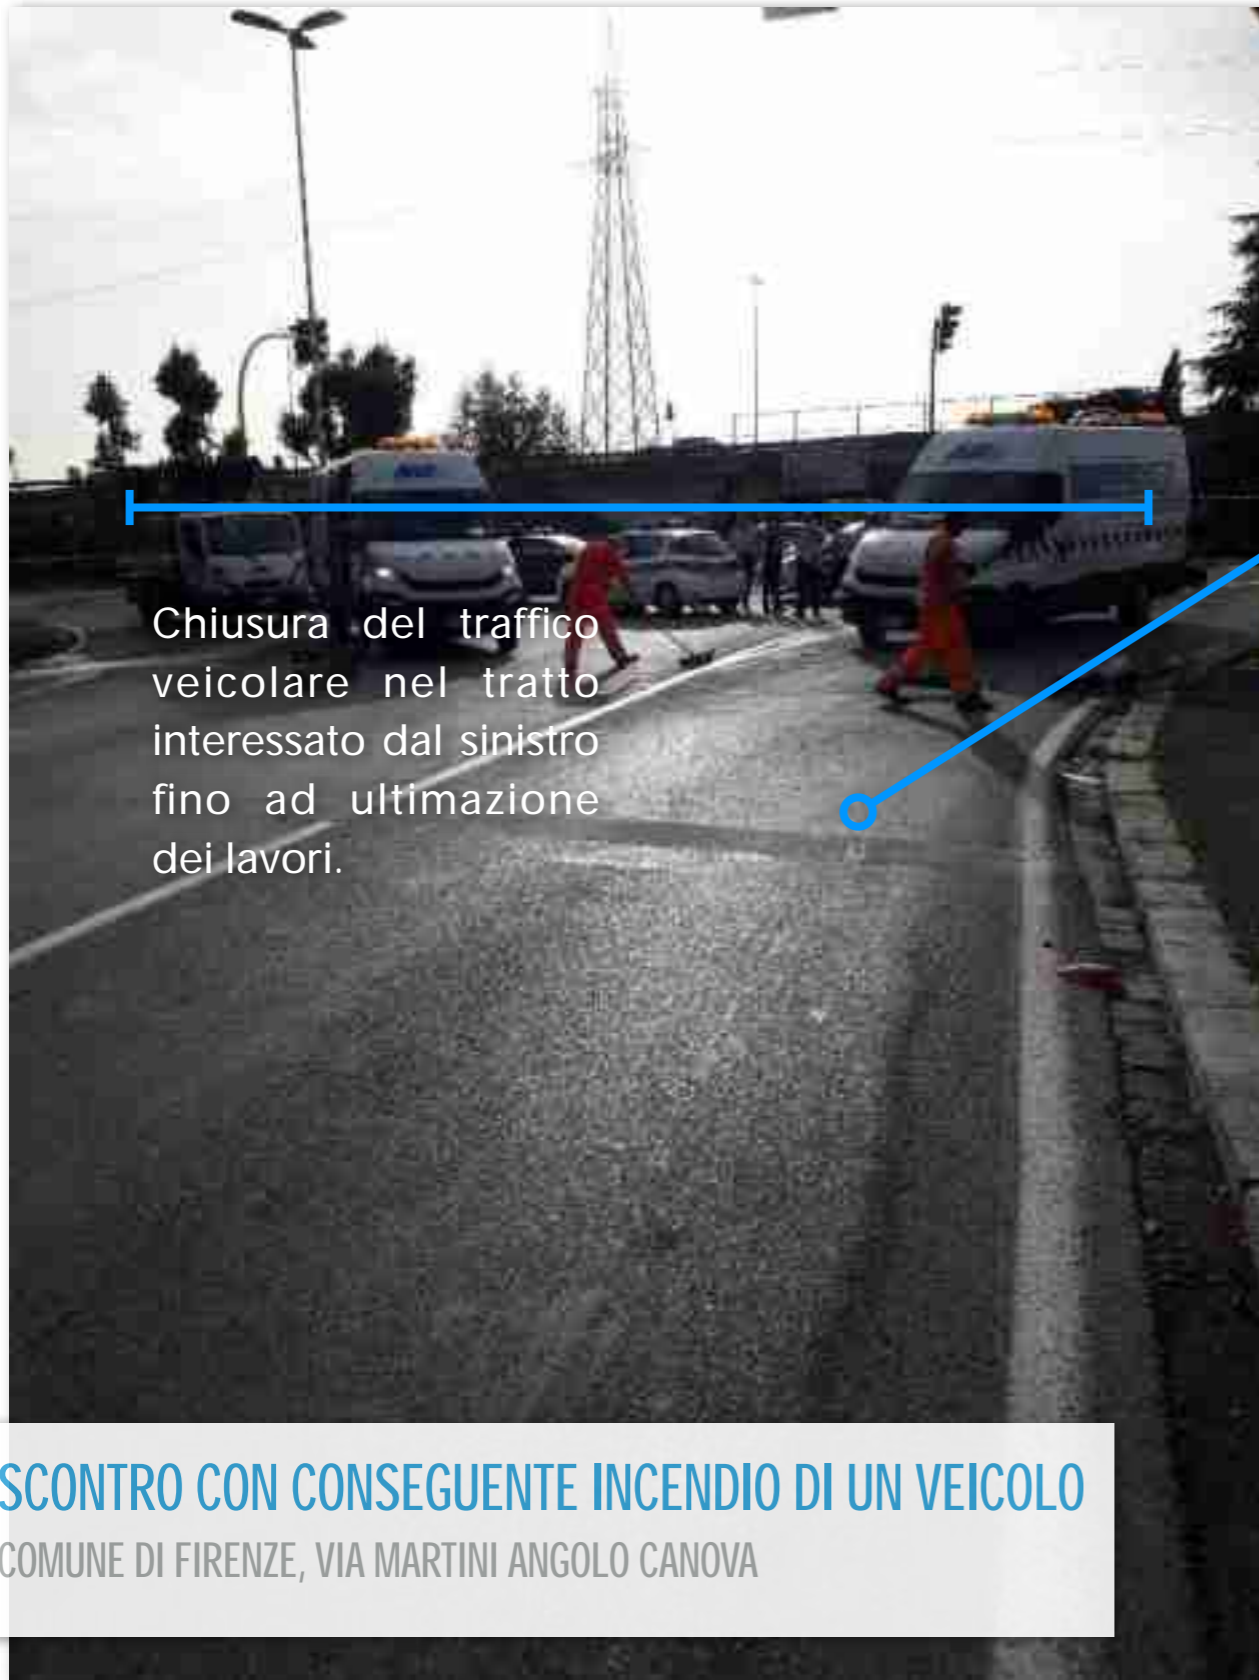 Chiusura del traffico
veicolare nel tratto
interessato dal sinistro
fino ad ultimazione
dei lavori.
SCONTRO CON CONSEGUENTE INCENDIO DI UN VEICOLO
COMUNE DI FIRENZE, VIA MARTINI ANGOLO CANOVA